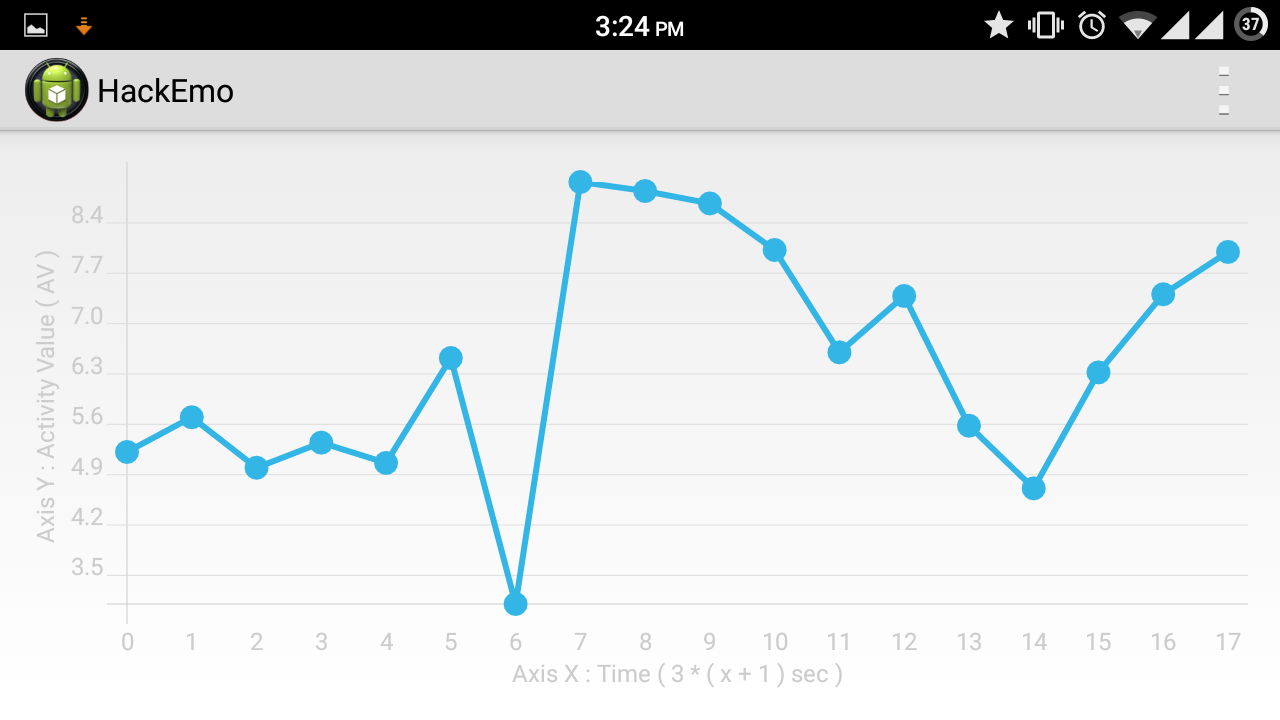 3:24 PM
37
HackEmo
8.4
7.7
7.0
6.3
5.6
4.9
4.2
3.5
Axis Y : Activity Value ( AV )
0 1 2 3 4 5 6 7 8 9 10 11 12 13 14 15 16 17
Axis X : Time ( 3 * ( x + 1 ) sec )